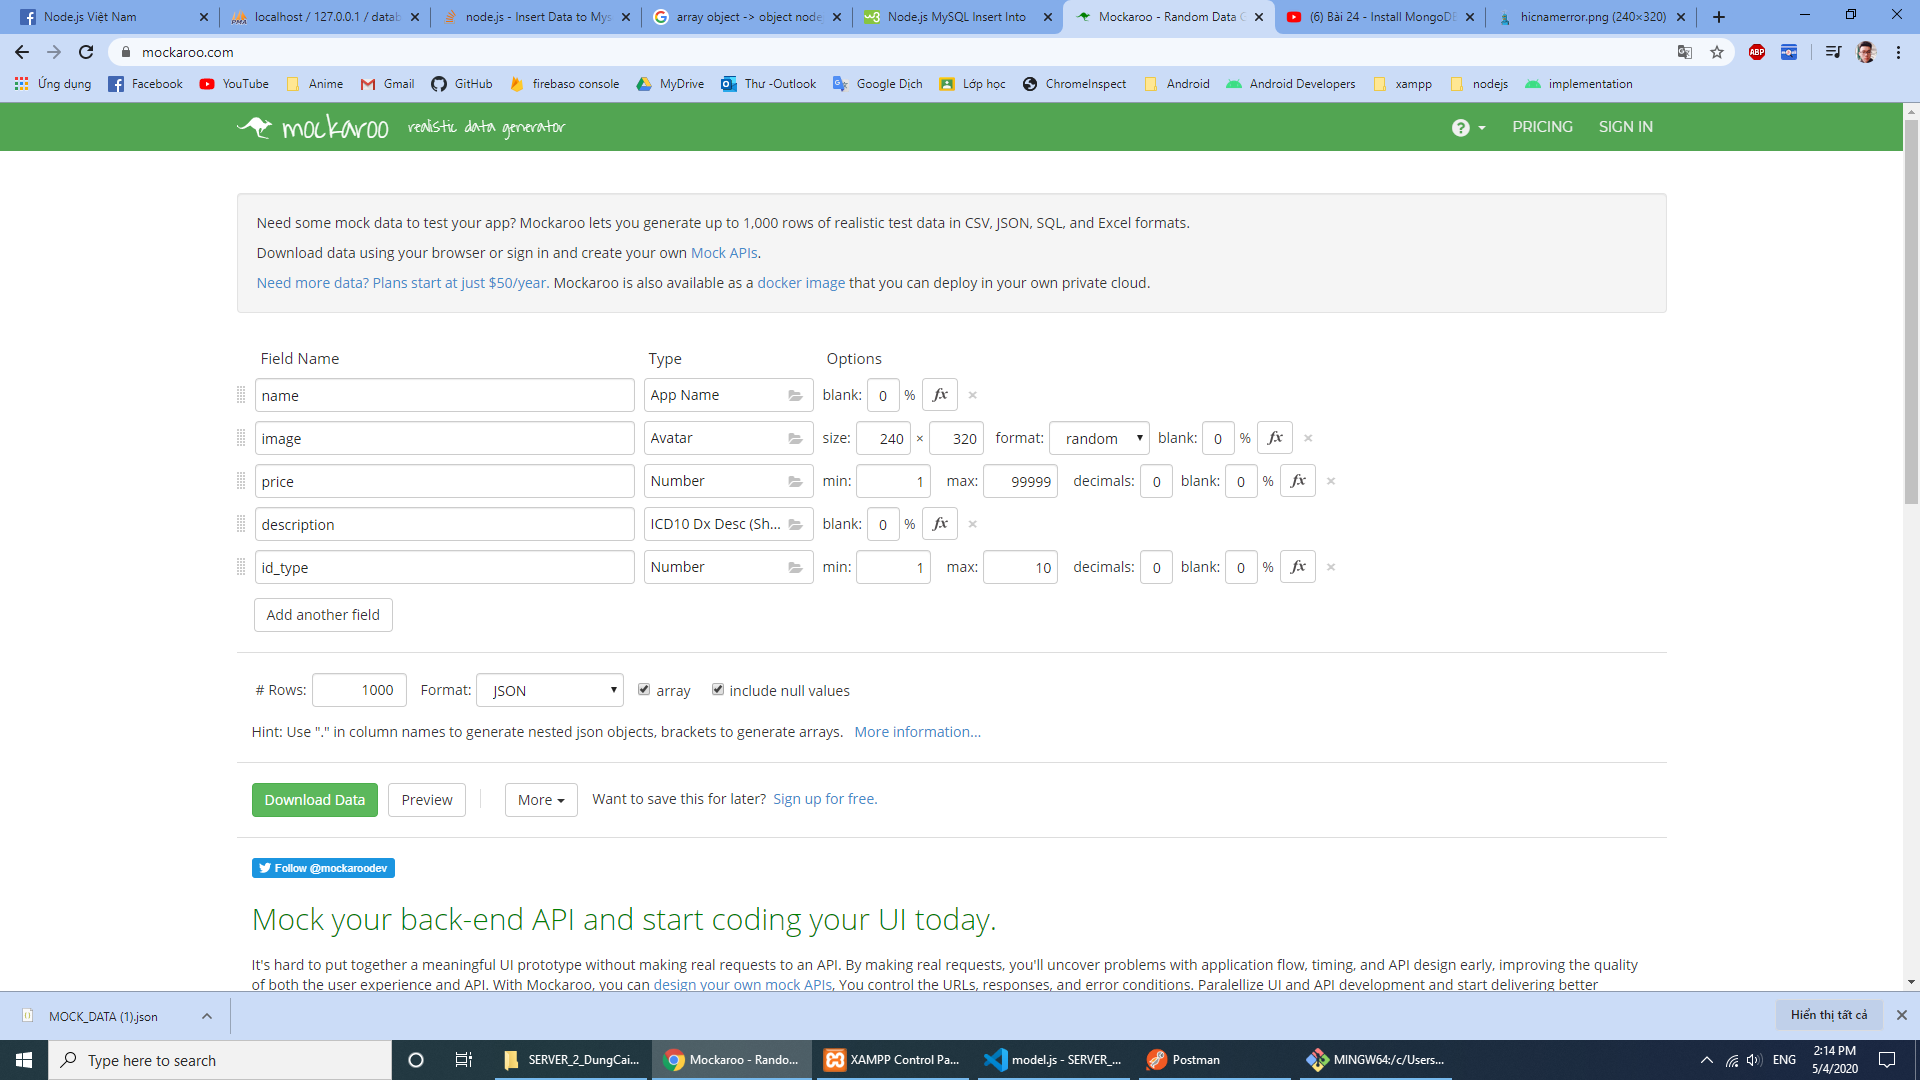 Node.js Việt Nam
localhost / 127.0.0.1 / datab
node.js - Insert Data to Mys
array object -> object node
Node.js MySQL Insert Into
Mockaroo - Random Data G
(6) Bài 24 - Install MongoDB
hicnamerror.png (240×320)
mockaroo.com
ABP
Ứng dụng
Facebook
YouTube
Anime
Gmail
GitHub
firebaso console
MyDrive
Thư -Outlook
Google Dịch
Lớp học
ChromeInspect
Android
Android Developers
xampp
nodejs
implementation
mockaroo
realistic data generator
PRICING
SIGN IN
Need some mock data to test your app? Mockaroo lets you generate up to 1,000 rows of realistic test data in CSV, JSON, SQL, and Excel formats.
Download data using your browser or sign in and create your own Mock APIs.
Need more data? Plans start at just $50/year. Mockaroo is also available as a docker image that you can deploy in your own private cloud.
Field Name Type Options
name App Name blank: 0 % fx ×
image Avatar size: 240 × 320 format: random blank: 0 % fx ×
price Number min: 1 max: 99999 decimals: 0 blank: 0 % fx ×
description ICD10 Dx Desc (Sh... blank: 0 % fx ×
id_type Number min: 1 max: 10 decimals: 0 blank: 0 % fx ×
Add another field
# Rows: 1000 Format: JSON array include null values
Hint: Use "." in column names to generate nested json objects, brackets to generate arrays. More information...
Download Data Preview More Want to save this for later? Sign up for free.
Follow @mockaroodev
Mock your back-end API and start coding your UI today.
It's hard to put together a meaningful UI prototype without making real requests to an API. By making real requests, you'll uncover problems with application flow, timing, and API design early, improving the quality
of both the user experience and API. With Mockaroo, you can design your own mock APIs, You control the URLs, responses, and error conditions. Paralellize UI and API development and start delivering better
MOCK_DATA (1).json
Hiển thị tất cả
Type here to search
SERVER_2_DungCai...
Mockaroo - Rando...
XAMPP Control Pa...
model.js - SERVER_...
Postman
MINGW64:/c/Users...
ENG
2:14 PM
5/4/2020